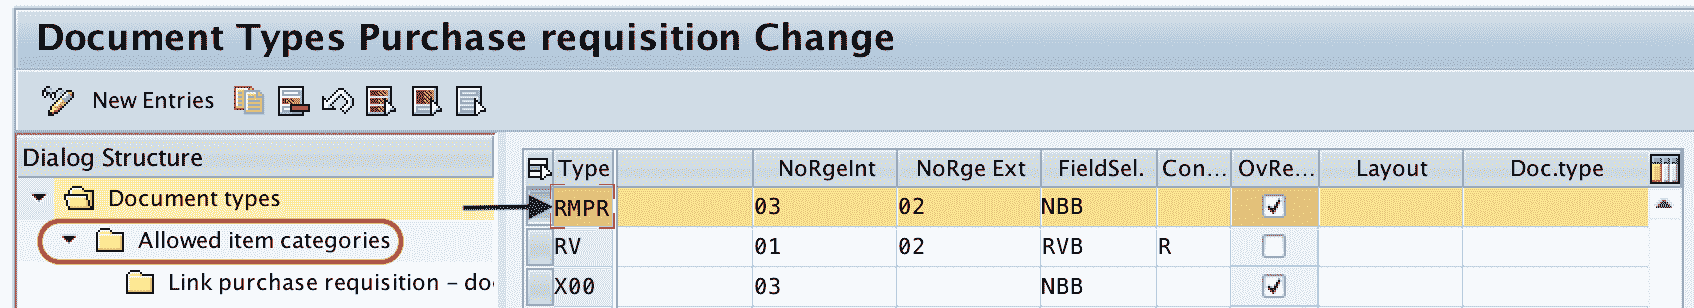 Document Types Purchase requisition Change
New Entries
Dialog Structure
Document types
Allowed item categories
Link purchase requisition – do
Type NoRgeInt NoRge Ext FieldSel. Con... OvRe... Layout Doc.type
RMPR 03 02 NBB
RV 01 02 RVB R
X00 03 NBB